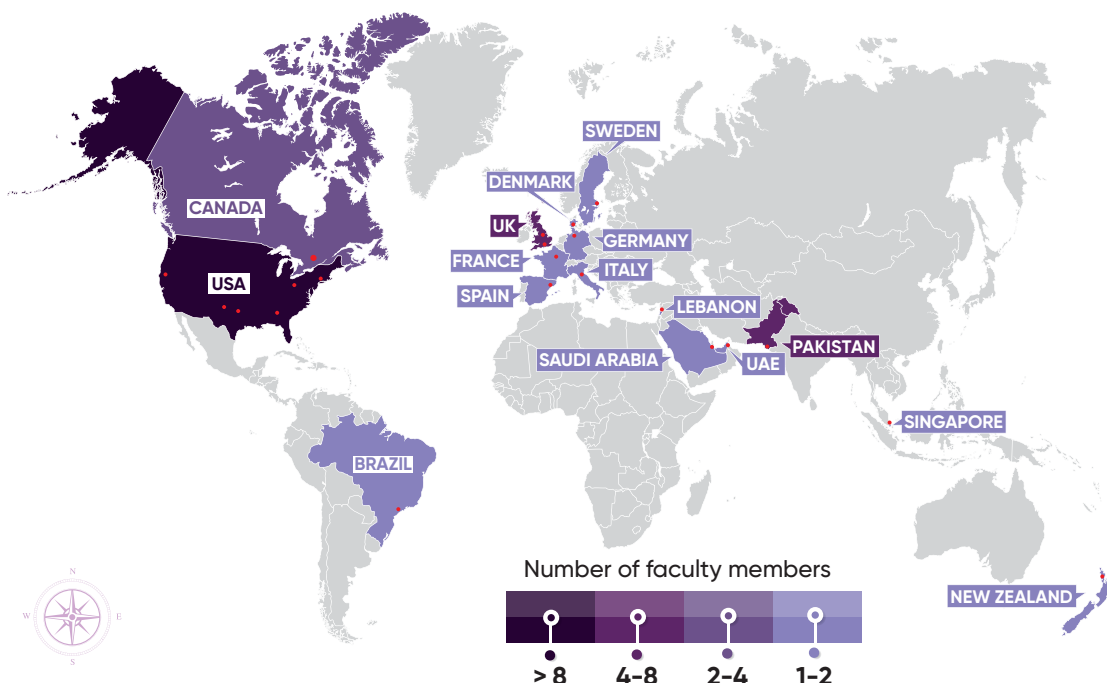 SWEDEN
DENMARK
CANADA
UK
GERMANY
FRANCE
ITALY
USA
SPAIN
LEBANON
PAKISTAN
SAUDI ARABIA
UAE
SINGAPORE
BRAZIL
Number of faculty members
NEW ZEALAND
N
W E
S
> 8 4-8 2-4 1-2